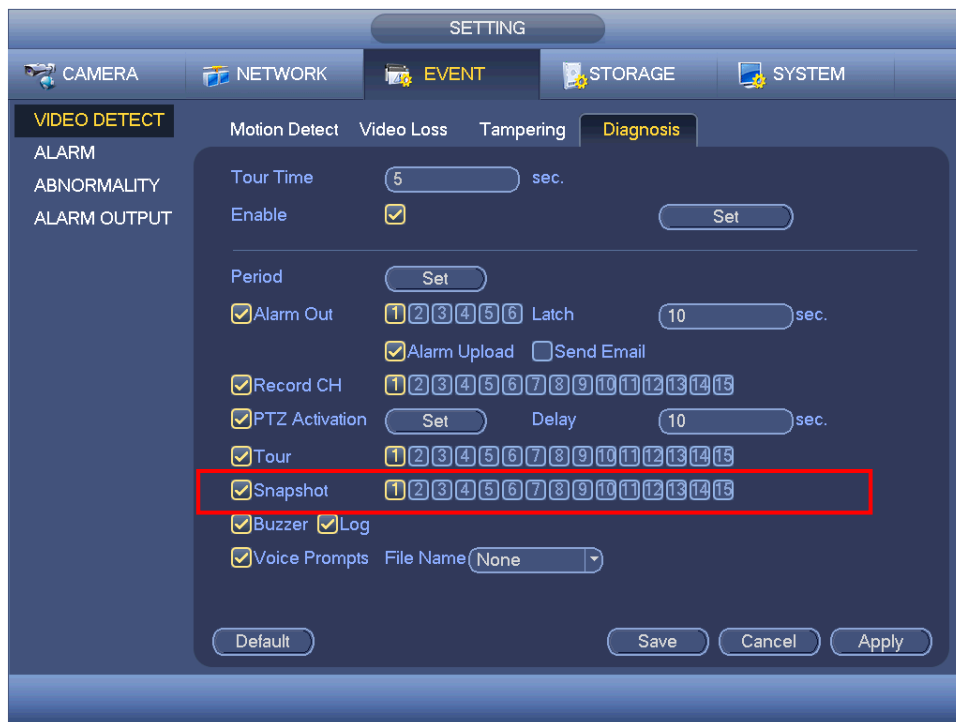 SETTING
CAMERA NETWORK EVENT STORAGE SYSTEM
VIDEO DETECT
ALARM
ABNORMALITY
ALARM OUTPUT
Motion Detect Video Loss Tampering Diagnosis
Tour Time 5 sec.
Enable Set
Period Set
Alarm Out 1 2 3 4 5 6 Latch 10 sec.
Alarm Upload Send Email
Record CH 1 2 3 4 5 6 7 8 9 10 11 12 13 14 15
PTZ Activation Set Delay 10 sec.
Tour 1 2 3 4 5 6 7 8 9 10 11 12 13 14 15
Snapshot 1 2 3 4 5 6 7 8 9 10 11 12 13 14 15
Buzzer Log
Voice Prompts File Name None
Default Save Cancel Apply